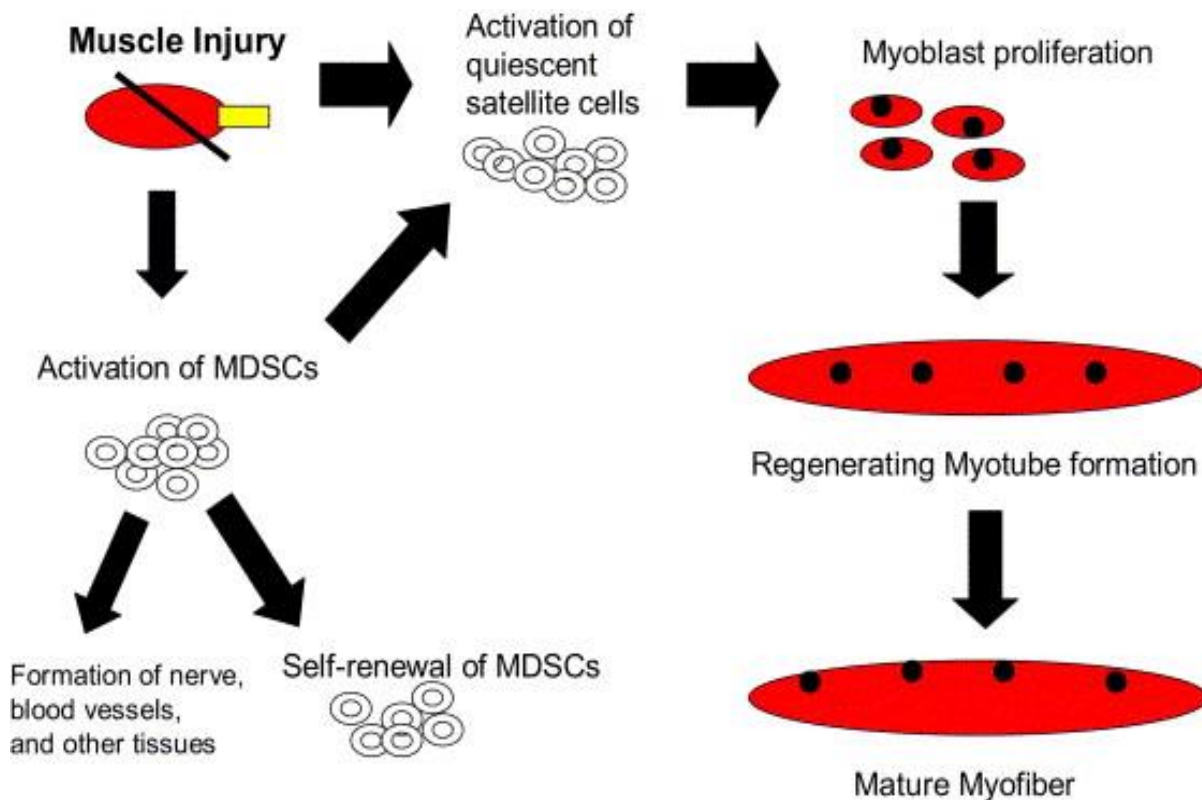 Muscle Injury
Activation of
quiescent
satellite cells
Myoblast proliferation
Activation of MDSCs
Regenerating Myotube formation
Formation of nerve,
blood vessels,
and other tissues
Self-renewal of MDSCs
Mature Myofiber